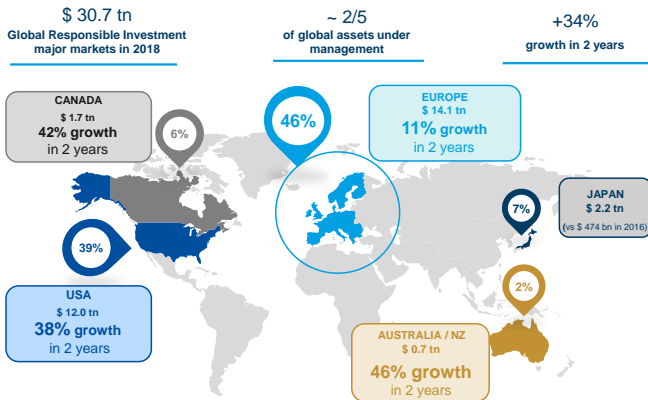 $ 30.7 tn
Global Responsible Investment
major markets in 2018
~ 2/5
of global assets under
management
+34%
growth in 2 years
CANADA
$ 1.7 tn
42% growth
in 2 years
6%
46%
EUROPE
$ 14.1 tn
11% growth
in 2 years
39%
USA
$ 12.0 tn
38% growth
in 2 years
7%
JAPAN
$ 2.2 tn
(vs $ 474 bn in 2016)
2%
AUSTRALIA / NZ
$ 0.7 tn
46% growth
in 2 years